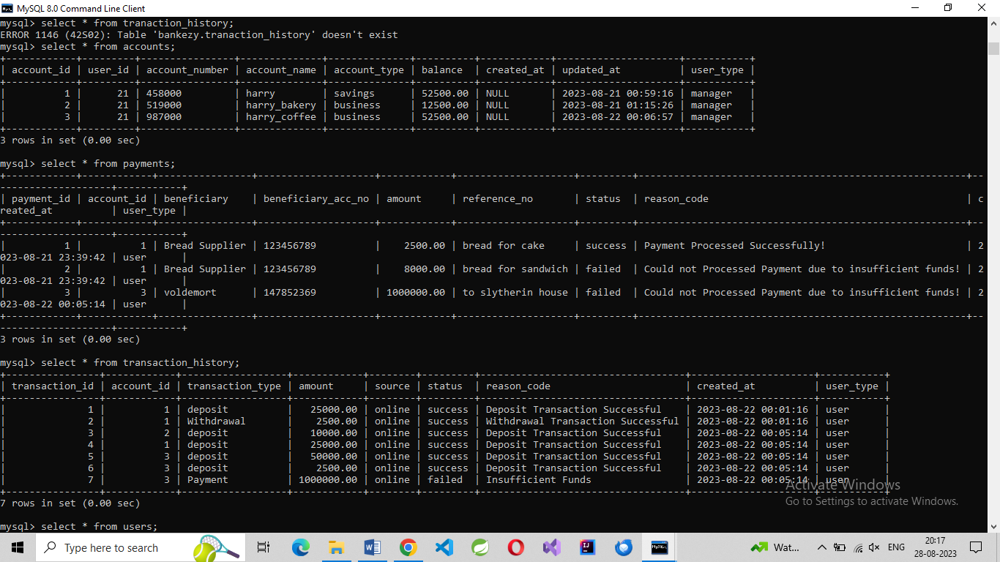 MySQL 8.0 Command Line Client
mysql> select * from tranaction_history;
ERROR 1146 (42S02): Table 'bankezy.tranaction_history' doesn't exist
mysql> select * from accounts;
+------------+---------+----------------+--------------+--------------+----------+------------+---------------------+-----------+
| account_id | user_id | account_number | account_name | account_type | balance  | created_at | updated_at          | user_type |
+------------+---------+----------------+--------------+--------------+----------+------------+---------------------+-----------+
|          1 |      21 | 458000         | harry        | savings      | 52500.00 | NULL       | 2023-08-21 00:59:16 | manager   |
|          2 |      21 | 519000         | harry_bakery | business     | 12500.00 | NULL       | 2023-08-21 01:15:26 | manager   |
|          3 |      21 | 987000         | harry_coffee | business     | 52500.00 | NULL       | 2023-08-22 00:06:57 | manager   |
+------------+---------+----------------+--------------+--------------+----------+------------+---------------------+-----------+
3 rows in set (0.00 sec)
mysql> select * from payments;
+------------+------------+----------------+--------------------+------------+--------------------+---------+--------------------------------------------------------+--
-------------------+-----------+
| payment_id | account_id | beneficiary    | beneficiary_acc_no | amount     | reference_no       | status  | reason_code                                            | c
reated_at          | user_type |
+------------+------------+----------------+--------------------+------------+--------------------+---------+--------------------------------------------------------+--
-------------------+-----------+
|          1 |          1 | Bread Supplier | 123456789          |    2500.00 | bread for cake     | success | Payment Processed Successfully!                        | 2
023-08-21 23:39:42 | user      |
|          2 |          1 | Bread Supplier | 123456789          |    8000.00 | bread for sandwich | failed  | Could not Processed Payment due to insufficient funds! | 2
023-08-21 23:39:42 | user      |
|          3 |          3 | voldemort      | 147852369          | 1000000.00 | to slytherin house | failed  | Could not Processed Payment due to insufficient funds! | 2
023-08-22 00:05:14 | user      |
+------------+------------+----------------+--------------------+------------+--------------------+---------+--------------------------------------------------------+--
-------------------+-----------+
3 rows in set (0.00 sec)
mysql> select * from transaction_history;
+----------------+------------+------------------+------------+--------+---------+-----------------------------------+---------------------+-----------+
| transaction_id | account_id | transaction_type | amount     | source | status  | reason_code                       | created_at          | user_type |
+----------------+------------+------------------+------------+--------+---------+-----------------------------------+---------------------+-----------+
|              1 |          1 | deposit          |   25000.00 | online | success | Deposit Transaction Successful    | 2023-08-22 00:01:16 | user      |
|              2 |          1 | Withdrawal       |    2500.00 | online | success | Withdrawal Transaction Successful | 2023-08-22 00:01:16 | user      |
|              3 |          2 | deposit          |   10000.00 | online | success | Deposit Transaction Successful    | 2023-08-22 00:05:14 | user      |
|              4 |          1 | deposit          |   25000.00 | online | success | Deposit Transaction Successful    | 2023-08-22 00:05:14 | user      |
|              5 |          3 | deposit          |   50000.00 | online | success | Deposit Transaction Successful    | 2023-08-22 00:05:14 | user      |
|              6 |          3 | deposit          |    2500.00 | online | success | Deposit Transaction Successful    | 2023-08-22 00:05:14 | user      |
|              7 |          3 | Payment          | 1000000.00 | online | failed  | Insufficient Funds                | 2023-08-22 00:05:14 | user      |
+----------------+------------+------------------+------------+--------+---------+-----------------------------------+---------------------+-----------+
7 rows in set (0.00 sec)
mysql> select * from users;
Activate Windows
Go to Settings to activate Windows.
Type here to search
Wat...
ENG
20:17
28-08-2023